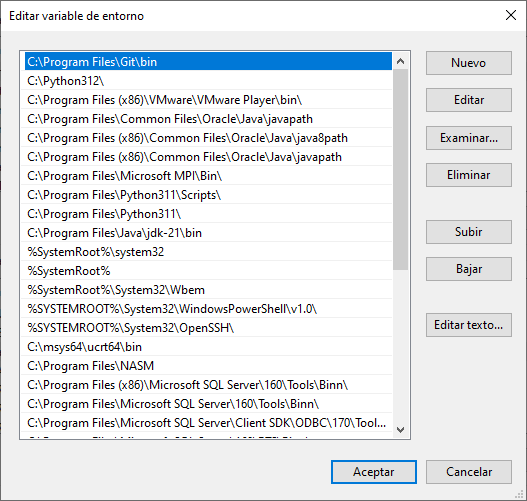 Editar variable de entorno
C:\Program Files\Git\bin
C:\Python312\
C:\Program Files (x86)\VMware\VMware Player\bin\
C:\Program Files\Common Files\Oracle\Java\javapath
C:\Program Files (x86)\Common Files\Oracle\Java\java8path
C:\Program Files (x86)\Common Files\Oracle\Java\javapath
C:\Program Files\Microsoft MPI\Bin\
C:\Program Files\Python311\Scripts\
C:\Program Files\Python311\
C:\Program Files\Java\jdk-21\bin
%SystemRoot%\system32
%SystemRoot%
%SystemRoot%\System32\Wbem
%SYSTEMROOT%\System32\WindowsPowerShell\v1.0\
%SYSTEMROOT%\System32\OpenSSH\
C:\msys64\ucrt64\bin
C:\Program Files\NASM
C:\Program Files (x86)\Microsoft SQL Server\160\Tools\Binn\
C:\Program Files\Microsoft SQL Server\160\Tools\Binn\
C:\Program Files\Microsoft SQL Server\Client SDK\ODBC\170\Tool...
Nuevo
Editar
Examinar...
Eliminar
Subir
Bajar
Editar texto...
Aceptar
Cancelar